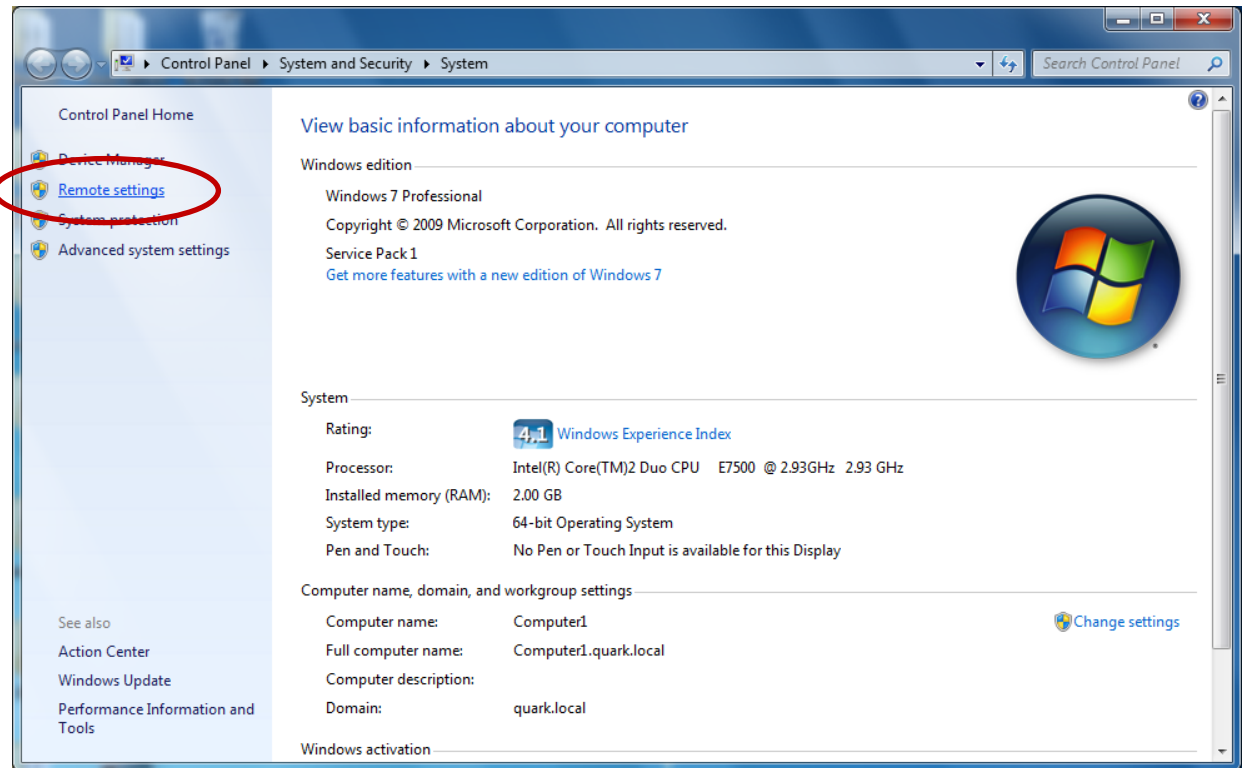 Control Panel ▸ System and Security ▸ System
Search Control Panel
Control Panel Home
Device Manager
Remote settings
System protection
Advanced system settings
See also
Action Center
Windows Update
Performance Information and
Tools
View basic information about your computer
Windows edition
Windows 7 Professional
Copyright © 2009 Microsoft Corporation. All rights reserved.
Service Pack 1
Get more features with a new edition of Windows 7
System
Rating: 4.1 Windows Experience Index
Processor: Intel(R) Core(TM)2 Duo CPU E7500 @ 2.93GHz 2.93 GHz
Installed memory (RAM): 2.00 GB
System type: 64-bit Operating System
Pen and Touch: No Pen or Touch Input is available for this Display
Computer name, domain, and workgroup settings
Computer name: Computer1 Change settings
Full computer name: Computer1.quark.local
Computer description:
Domain: quark.local
Windows activation